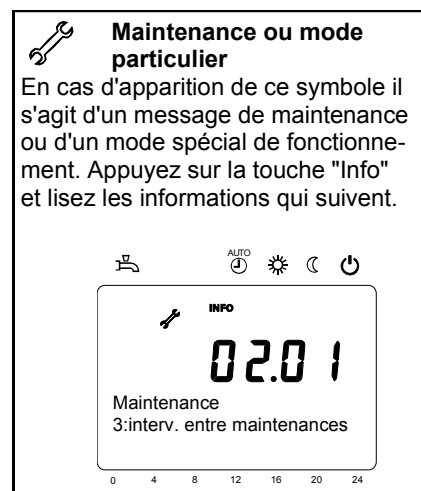 Maintenance ou mode
particulier
En cas d'apparition de ce symbole il
s'agit d'un message de maintenance
ou d'un mode spécial de fonctionne-
ment. Appuyez sur la touche "Info"
et lisez les informations qui suivent.
AUTO
INFO
02.01
Maintenance
3:interv. entre maintenances
0 4 8 12 16 20 24